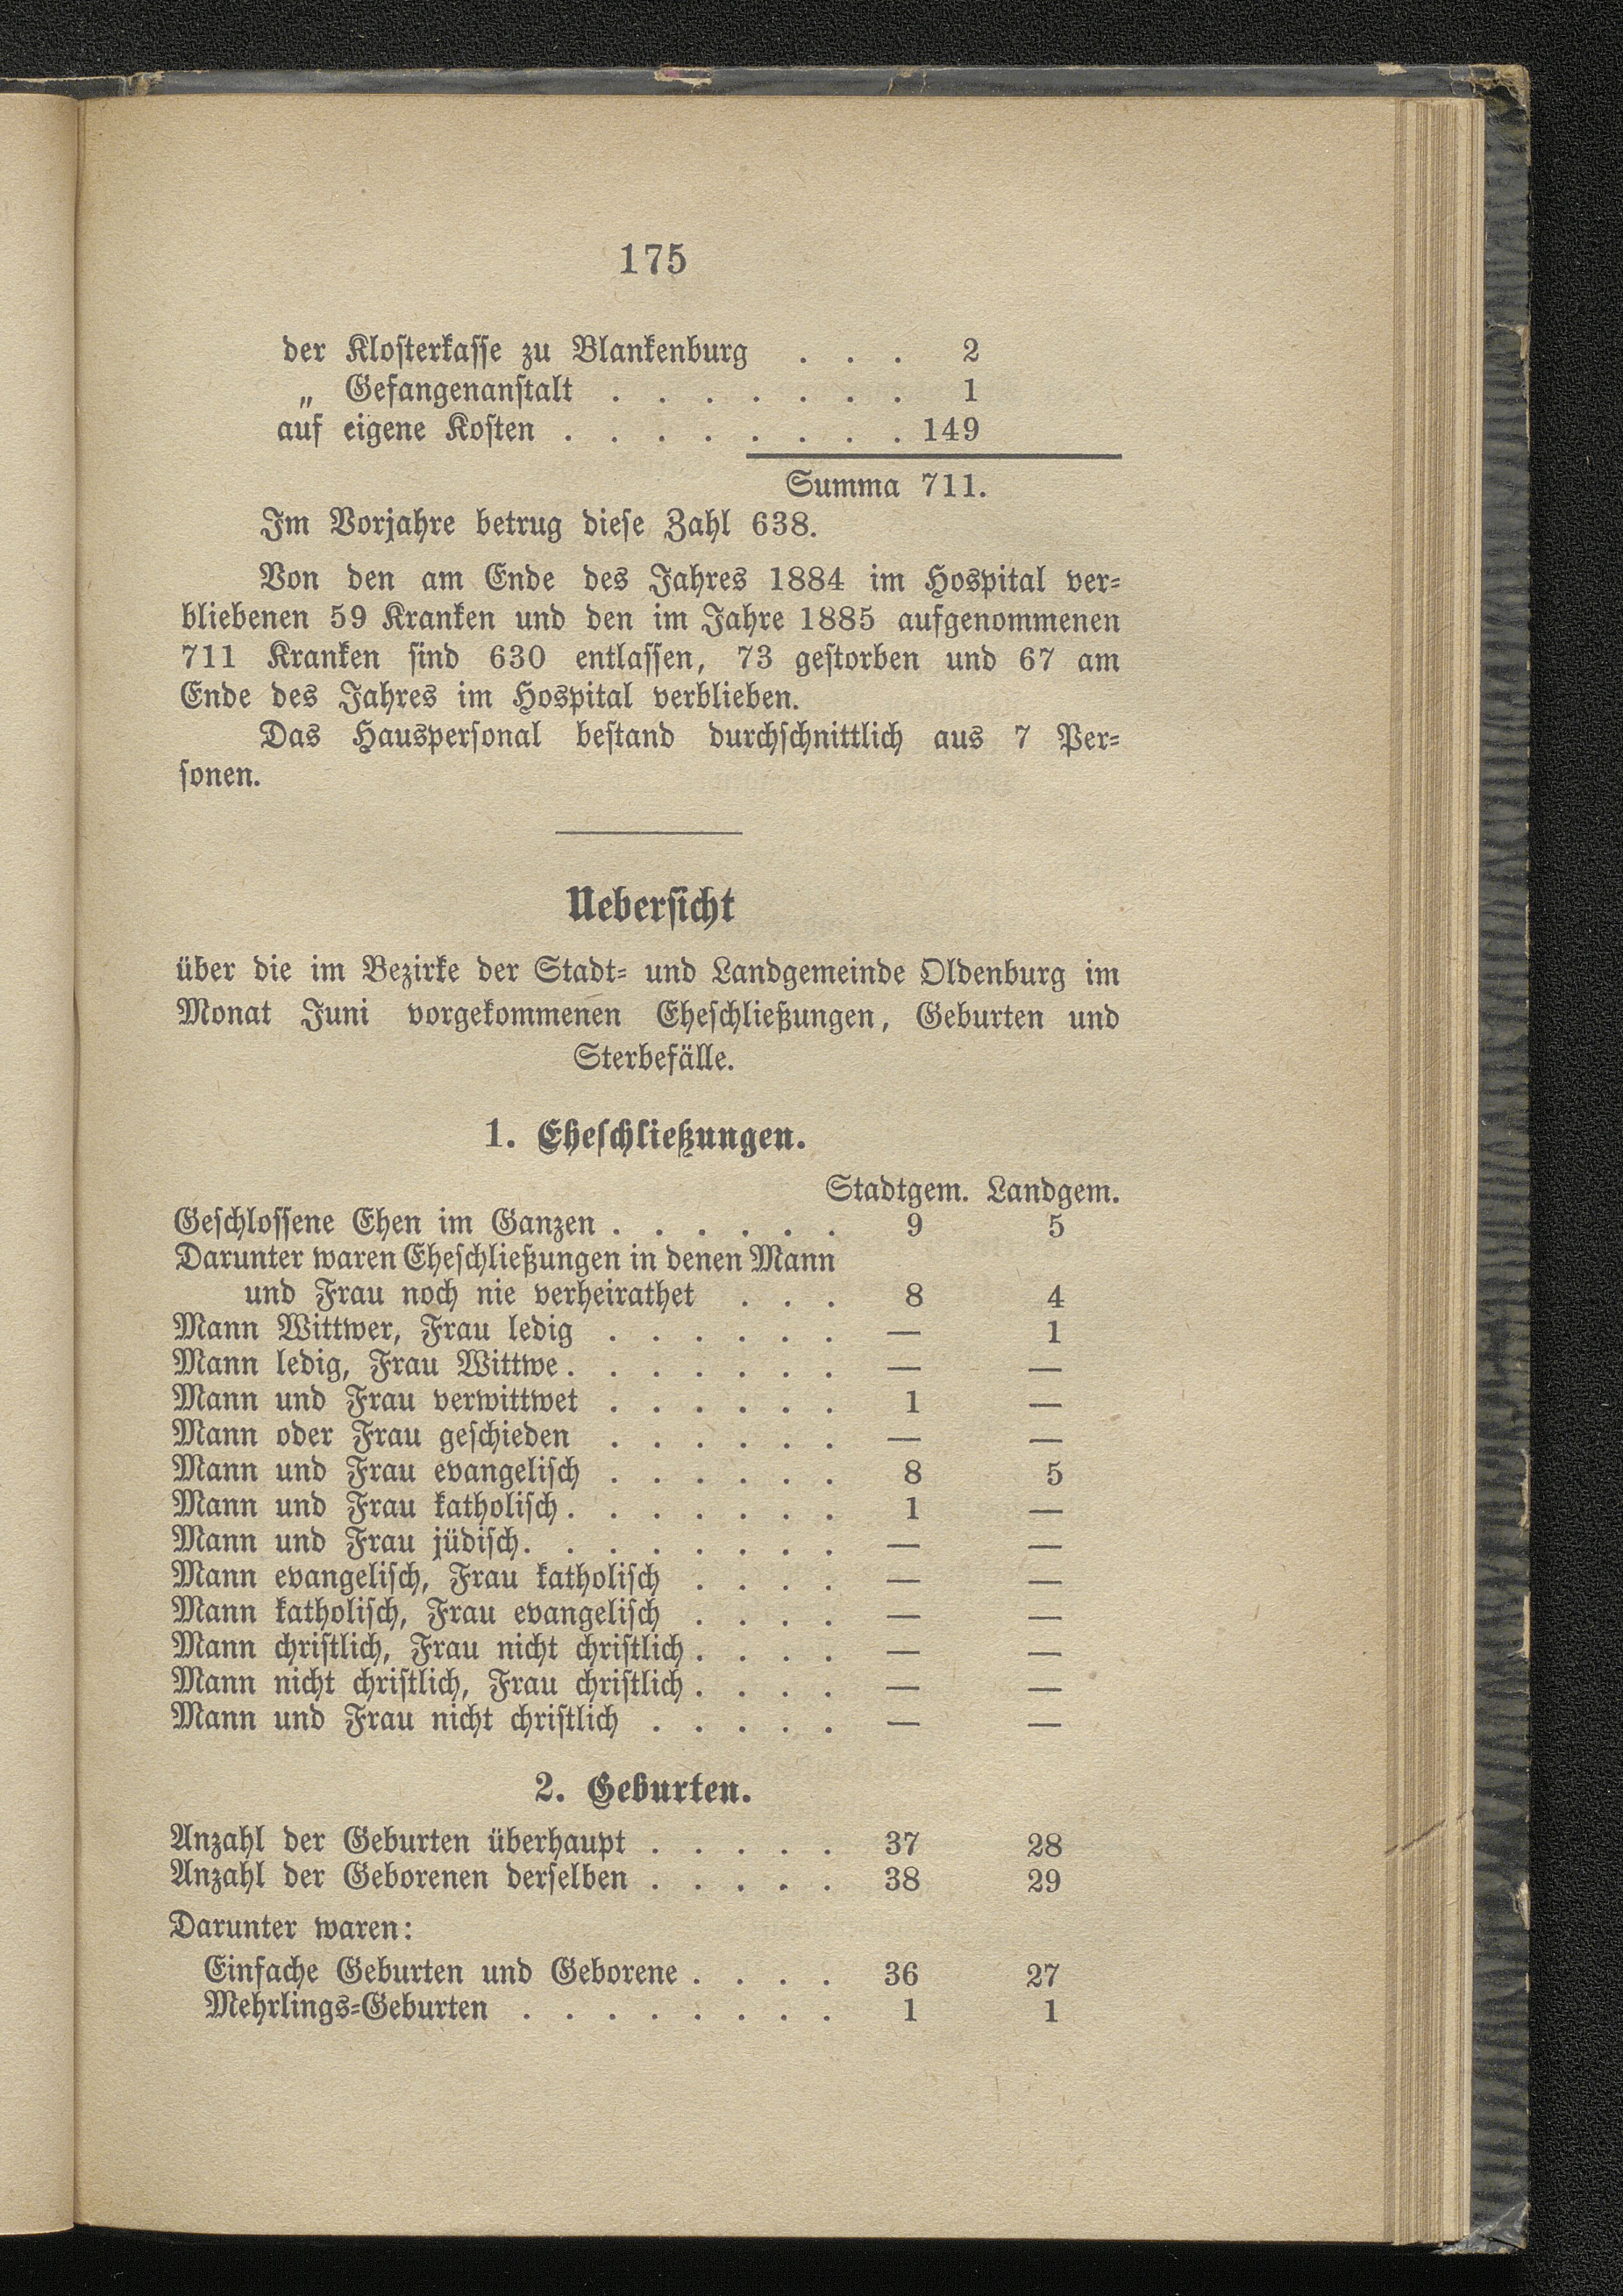 175
der Klosterkasse zu Blankenburg . . . 2
„ Gefangenanstalt . . . . . . . 1
auf eigene Kosten . . . . . . . . 149
Summa 711.
Im Vorjahre betrug diese Zahl 638.
Von den am Ende des Jahres 1884 im Hospital ver-
bliebenen 59 Kranken und den im Jahre 1885 aufgenommenen
711 Kranken sind 630 entlassen, 73 gestorben und 67 am
Ende des Jahres im Hospital verblieben.
Das Hauspersonal bestand durchschnittlich aus 7 Per-
sonen.
Uebersicht
über die im Bezirke der Stadt- und Landgemeinde Oldenburg im
Monat Juni vorgekommenen Eheschließungen, Geburten und
Sterbefälle.
1. Eheschließungen.
Stadtgem. Landgem.
Geschlossene Ehen im Ganzen . . . . . . 9 5
Darunter waren Eheschließungen in denen Mann
und Frau noch nie verheirathet . . . 8 4
Mann Wittwer, Frau ledig . . . . . . — 1
Mann ledig, Frau Wittwe . . . . . . . — —
Mann und Frau verwittwet . . . . . . 1 —
Mann oder Frau geschieden . . . . . . — —
Mann und Frau evangelisch . . . . . . 8 5
Mann und Frau katholisch . . . . . . . 1 —
Mann und Frau jüdisch . . . . . . . . — —
Mann evangelisch, Frau katholisch . . . . — —
Mann katholisch, Frau evangelisch . . . . — —
Mann christlich, Frau nicht christlich . . . . — —
Mann nicht christlich, Frau christlich . . . . — —
Mann und Frau nicht christlich . . . . . — —
2. Geburten.
Anzahl der Geburten überhaupt . . . . . 37 28
Anzahl der Geborenen derselben . . . . . 38 29
Darunter waren:
Einfache Geburten und Geborene . . . . 36 27
Mehrlings-Geburten . . . . . . . . 1 1